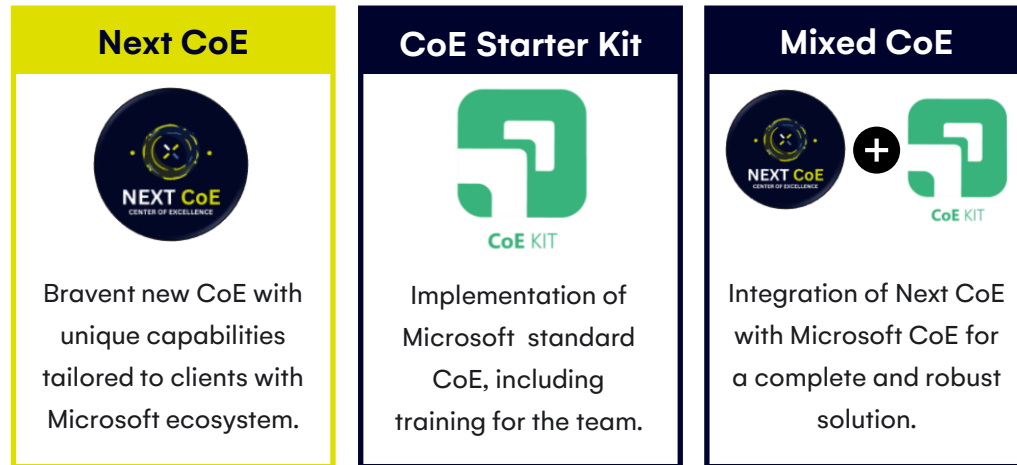 Next CoE
NEXT CoE
CENTER OF EXCELLENCE
Bravent new CoE with
unique capabilities
tailored to clients with
Microsoft ecosystem.
CoE Starter Kit
CoE KIT
Implementation of
Microsoft standard
CoE, including
training for the team.
Mixed CoE
NEXT CoE
CENTER OF EXCELLENCE
+
CoE KIT
Integration of Next CoE
with Microsoft CoE for
a complete and robust
solution.